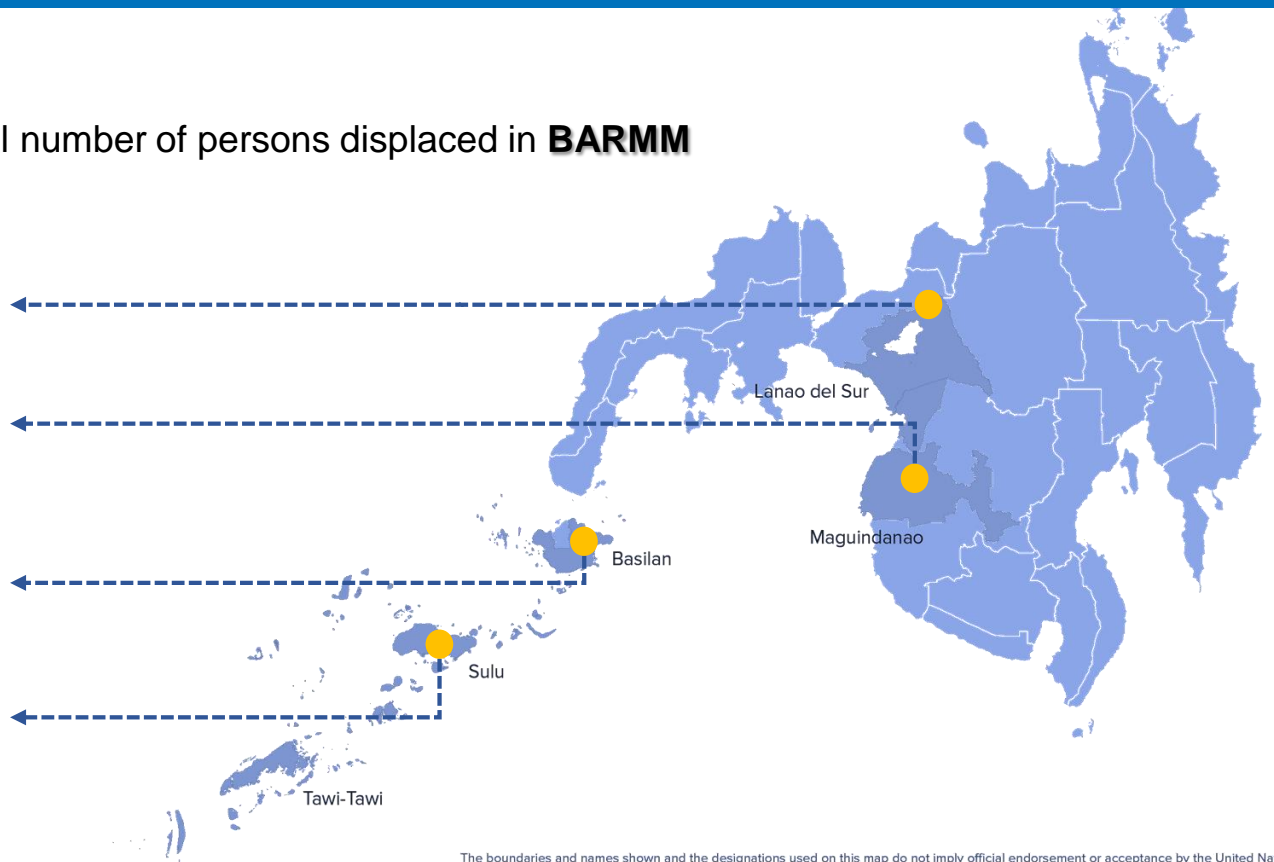 l number of persons displaced in BARMM
Lanao del Sur
Maguindanao
Basilan
Sulu
Tawi-Tawi
The boundaries and names shown and the designations used on this map do not imply official endorsement or acceptance by the United Na